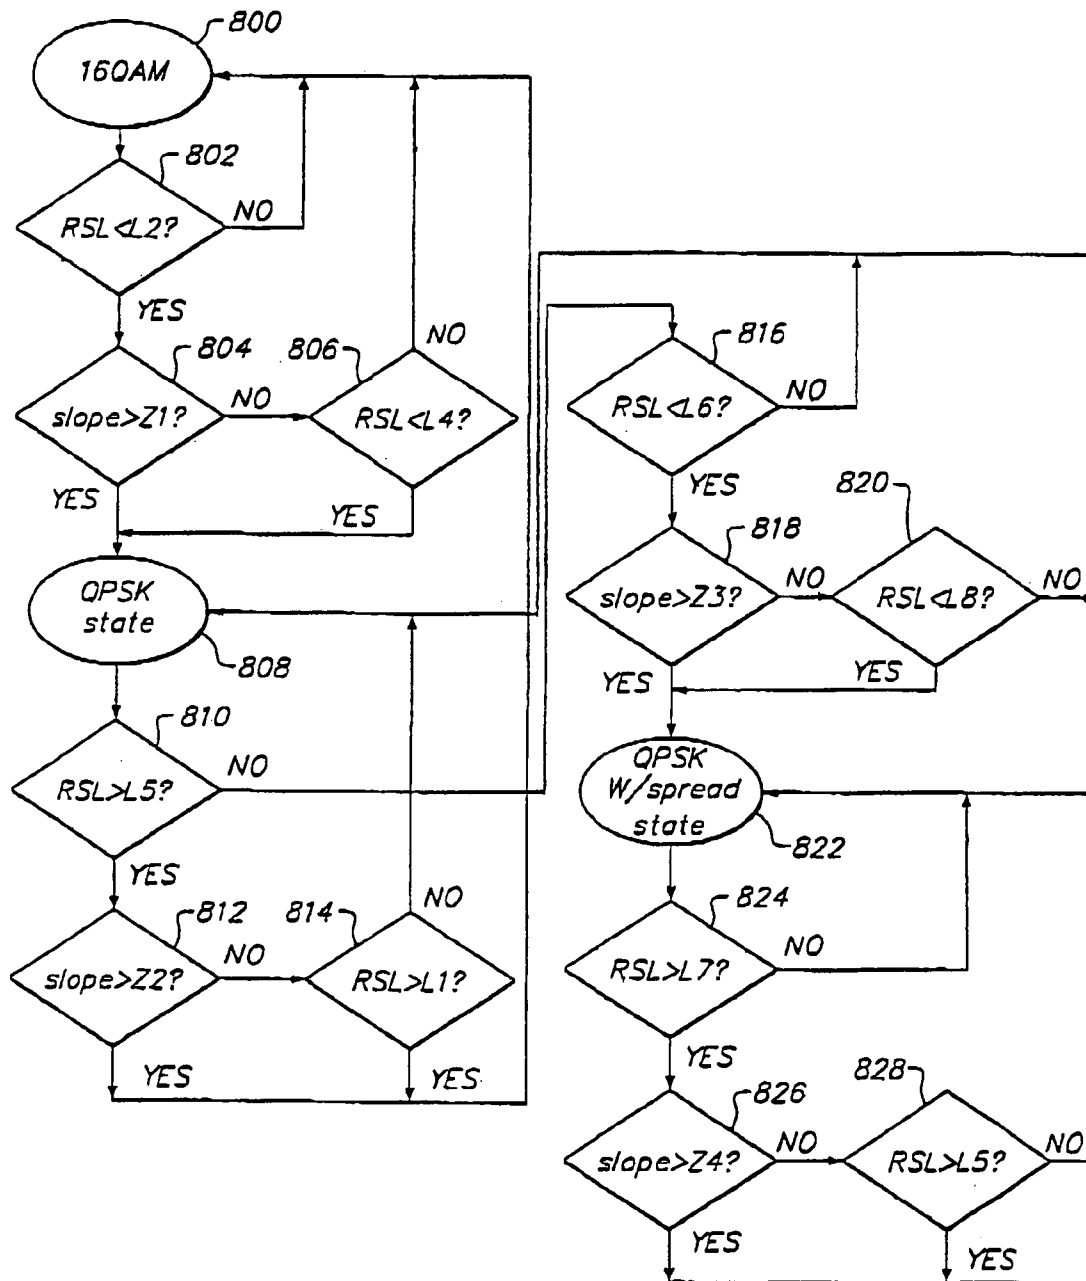 800
16QAM
802
RSL<L2?
NO
YES
804
slope>Z1?
NO
806
RSL<L4?
NO
YES
YES
QPSK
state
808
810
RSL>L5?
NO
YES
812
slope>Z2?
NO
814
RSL>L1?
NO
YES
YES
816
RSL<L6?
NO
YES
818
slope>Z3?
NO
820
RSL<L8?
NO
YES
YES
QPSK
W/spread
state
822
824
RSL>L7?
NO
YES
826
slope>Z4?
NO
828
RSL>L5?
NO
YES
YES